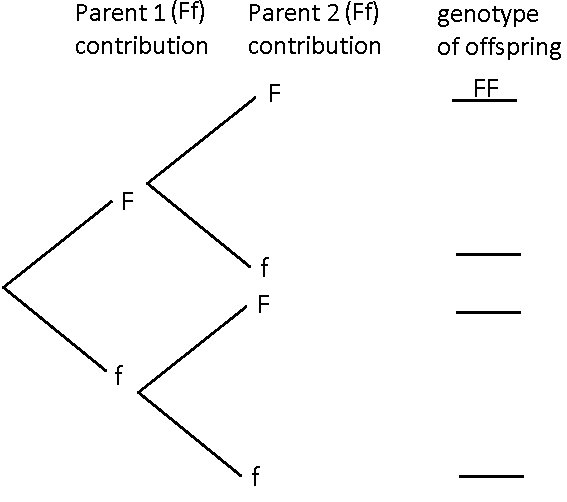 Parent 1 (Ff)
contribution
Parent 2 (Ff)
contribution
genotype
of offspring
F
FF
F
f
F
f
f